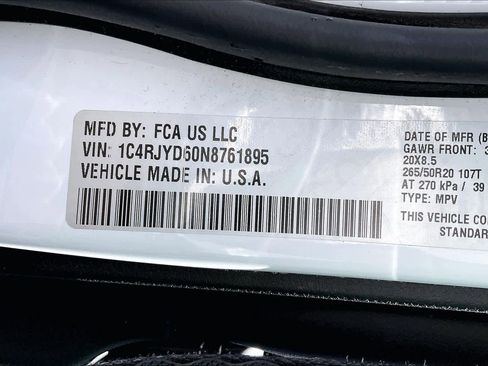 MFD BY: FCA US LLC
VIN: 1C4RJYD60N8761895
VEHICLE MADE IN: U.S.A.
DATE OF MFR (B
GAWR FRONT: 3
20X8.5
265/50R20 107T
AT 270 kPa / 39
TYPE: MPV
THIS VEHICLE CO
STANDAR